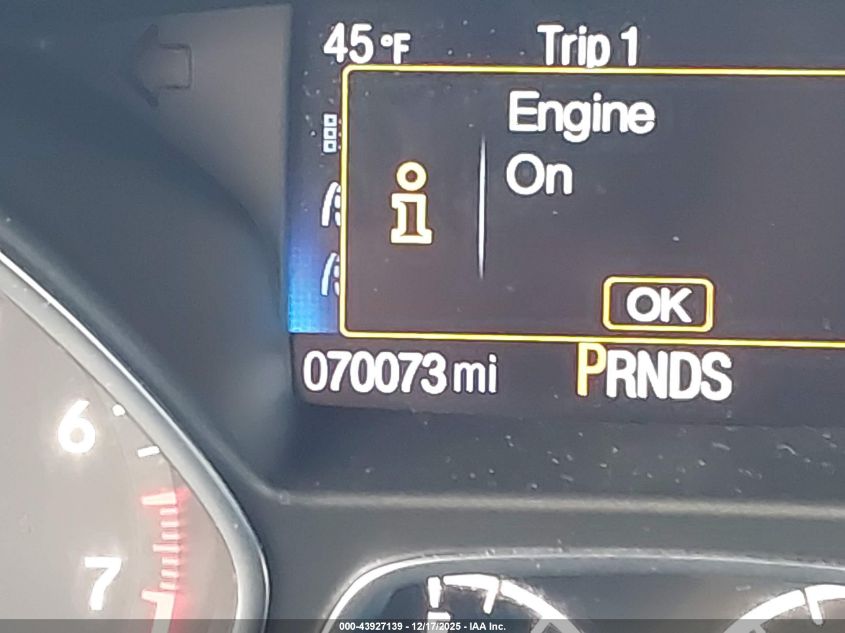 45°F Trip 1
Engine
On
i
OK
070073 mi PRNDS
6
7
000-43927139 - 12/17/2025 - IAA Inc.